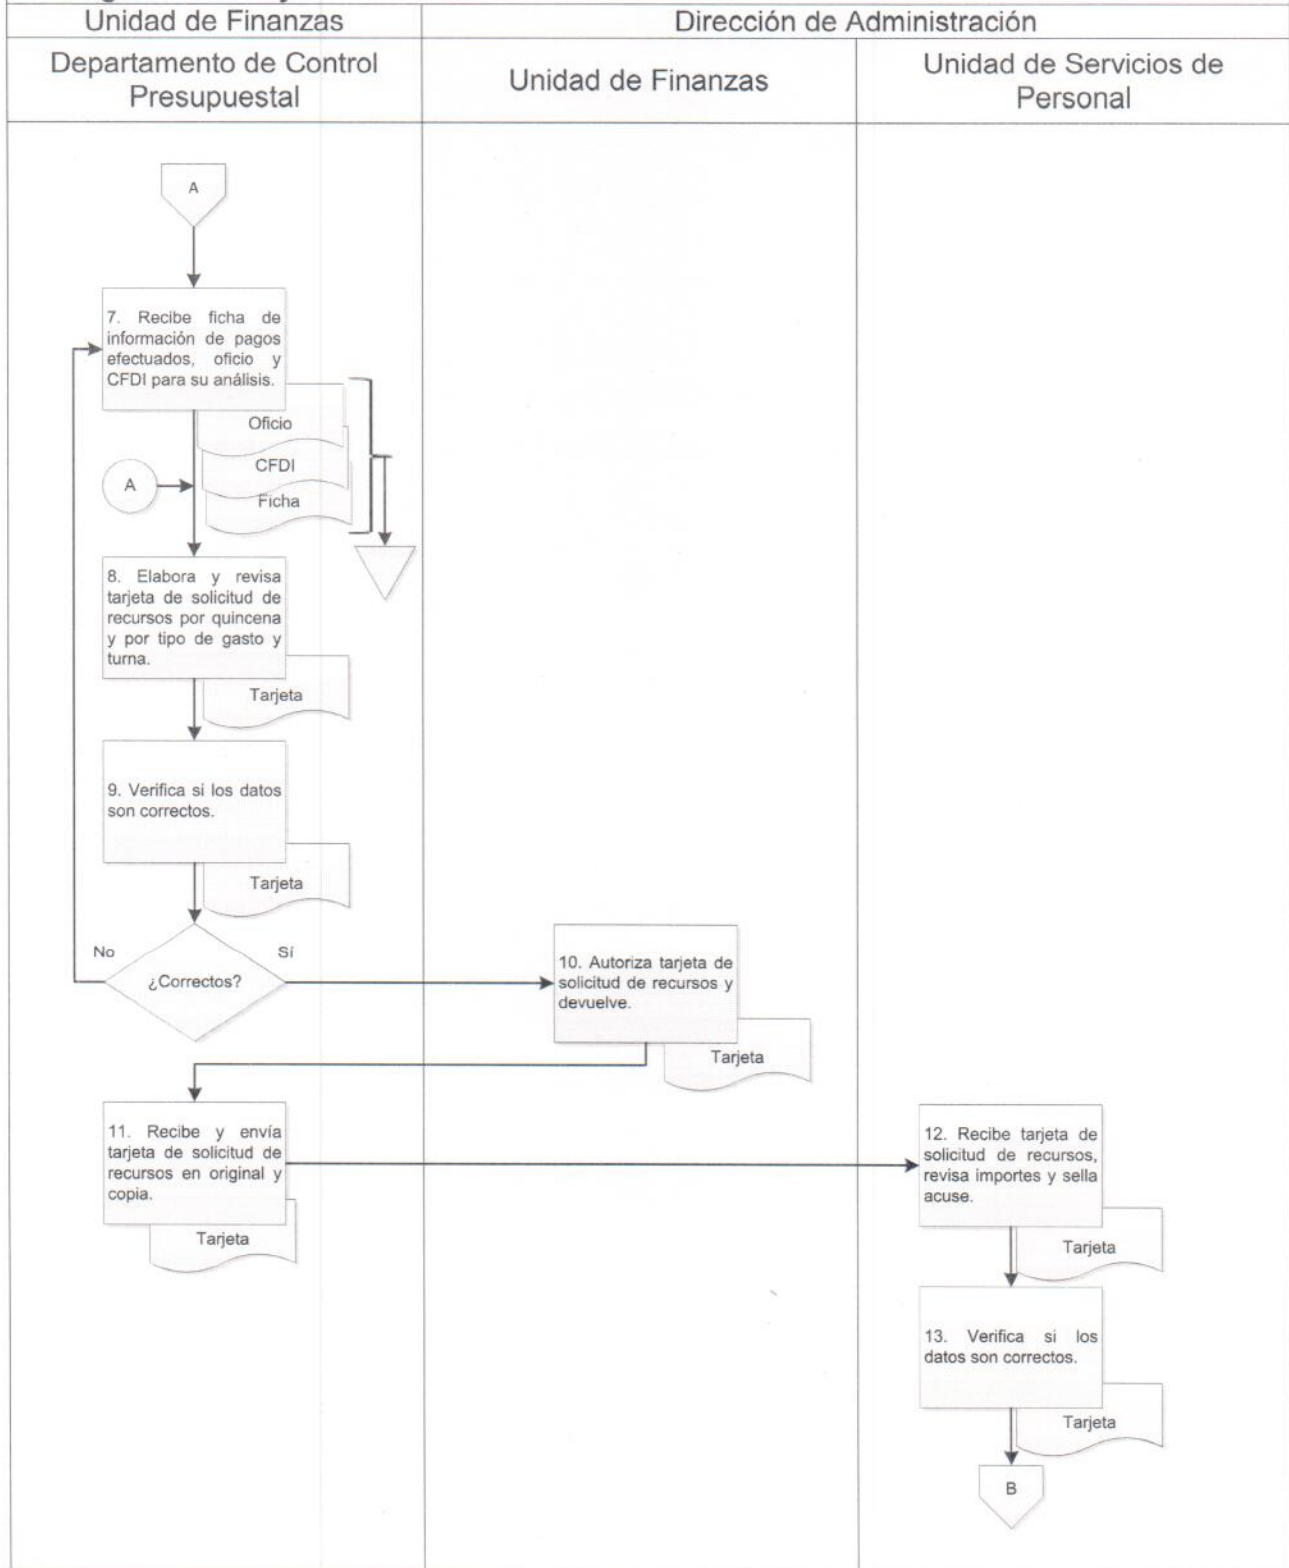 Unidad de Finanzas
Dirección de Administración
Departamento de Control
Presupuestal
Unidad de Finanzas
Unidad de Servicios de
Personal
A
7. Recibe ficha de
información de pagos
efectuados, oficio y
CFDI para su análisis.
Oficio
CFDI
A
Ficha
8. Elabora y revisa
tarjeta de solicitud de
recursos por quincena
y por tipo de gasto y
turna.
Tarjeta
9. Verifica si los datos
son correctos.
Tarjeta
No
Sí
¿Correctos?
10. Autoriza tarjeta de
solicitud de recursos y
devuelve.
Tarjeta
11. Recibe y envía
tarjeta de solicitud de
recursos en original y
copia.
Tarjeta
12. Recibe tarjeta de
solicitud de recursos,
revisa importes y sella
acuse.
Tarjeta
13. Verifica si los
datos son correctos.
Tarjeta
B